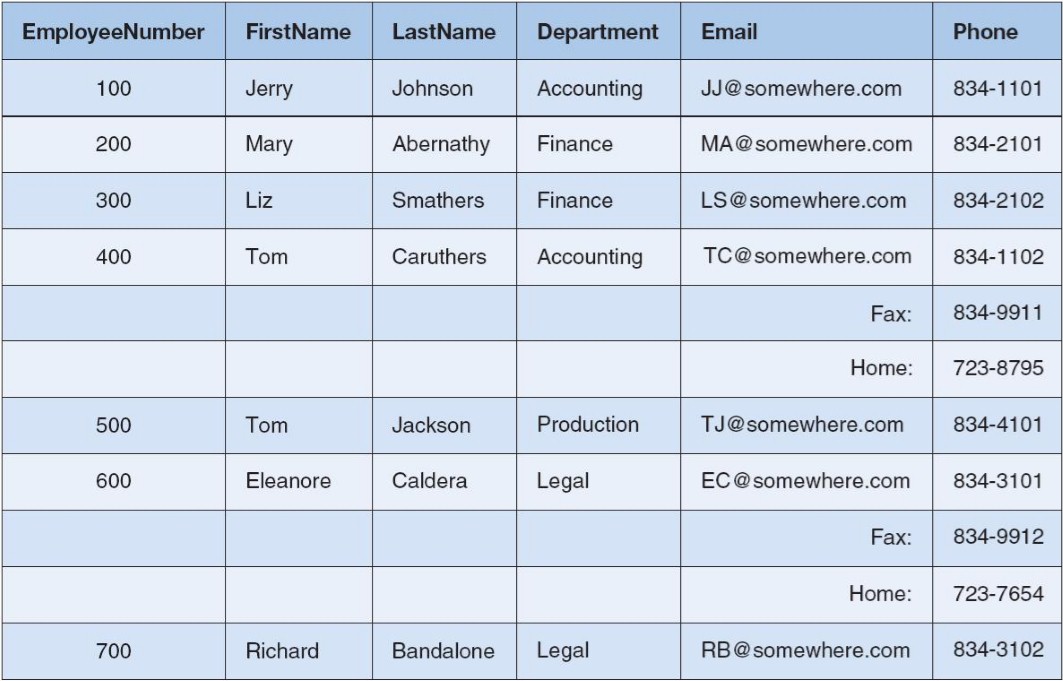 EmployeeNumber FirstName LastName Department Email Phone
100 Jerry Johnson Accounting JJ@somewhere.com 834-1101
200 Mary Abernathy Finance MA@somewhere.com 834-2101
300 Liz Smathers Finance LS@somewhere.com 834-2102
400 Tom Caruthers Accounting TC@somewhere.com 834-1102
Fax: 834-9911
Home: 723-8795
500 Tom Jackson Production TJ@somewhere.com 834-4101
600 Eleanore Caldera Legal EC@somewhere.com 834-3101
Fax: 834-9912
Home: 723-7654
700 Richard Bandalone Legal RB@somewhere.com 834-3102